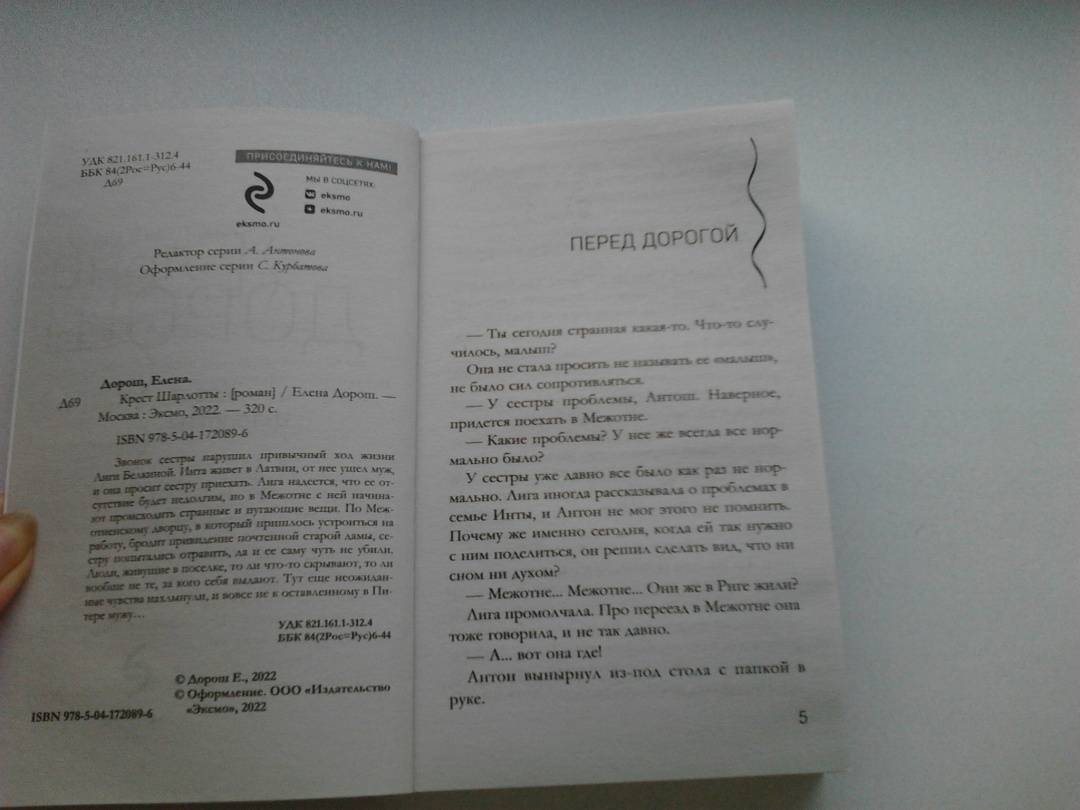 УДК 821.161.1-312.4
ББК 84(2Рос=Рус)6-44
Д69
ПРИСОЕДИНЯЙТЕСЬ К НАМ!
МЫ В СОЦСЕТЯХ:
eksmo
eksmo.ru
eksmo.ru
Редактор серии А. Антонова
Оформление серии С. Курбатова
Дорош, Елена.
Д69
Крест Шарлотты : [роман] / Елена Дорош. —
Москва : Эксмо, 2022. — 320 с.
ISBN 978-5-04-172089-6
Звонок сестры нарушил привычный ход жизни
Лиги Белкиной. Инта живет в Латвии, от нее ушел муж,
и она просит сестру приехать. Лига надеется, что ее от-
сутствие будет недолгим, но в Межотне с ней начина-
ют происходить странные и пугающие вещи. По Меж-
отненскому дворцу, в который пришлось устроиться на
работу, бродит привидение почтенной старой дамы, се-
стру попытались отравить, да и ее саму чуть не убили.
Люди, живущие в поселке, то ли что-то скрывают, то ли
вообще не те, за кого себя выдают. Тут еще неожидан-
ные чувства нахлынули, и вовсе не к оставленному в Пи-
тере мужу...
УДК 821.161.1-312.4
ББК 84(2Рос=Рус)6-44
© Дорош Е., 2022
© Оформление. ООО «Издательство
«Эксмо», 2022
ISBN 978-5-04-172089-6
ПЕРЕД ДОРОГОЙ
— Ты сегодня странная какая-то. Что-то слу-
чилось, малыш?
Она не стала просить не называть ее «малыш»,
не было сил сопротивляться.
— У сестры проблемы, Антош. Наверное,
придется поехать в Межотне.
— Какие проблемы? У нее же всегда все нор-
мально было?
У сестры уже давно все было как раз не нор-
мально. Лига иногда рассказывала о проблемах в
семье Инты, и Антон не мог этого не помнить.
Почему же именно сегодня, когда ей так нужно
с ним поделиться, он решил сделать вид, что ни
сном ни духом?
— Межотне... Межотне... Они же в Риге жили?
Лига промолчала. Про переезд в Межотне она
тоже говорила, и не так давно.
— А... вот она где!
Антон вынырнул из-под стола с папкой в
руке.
5